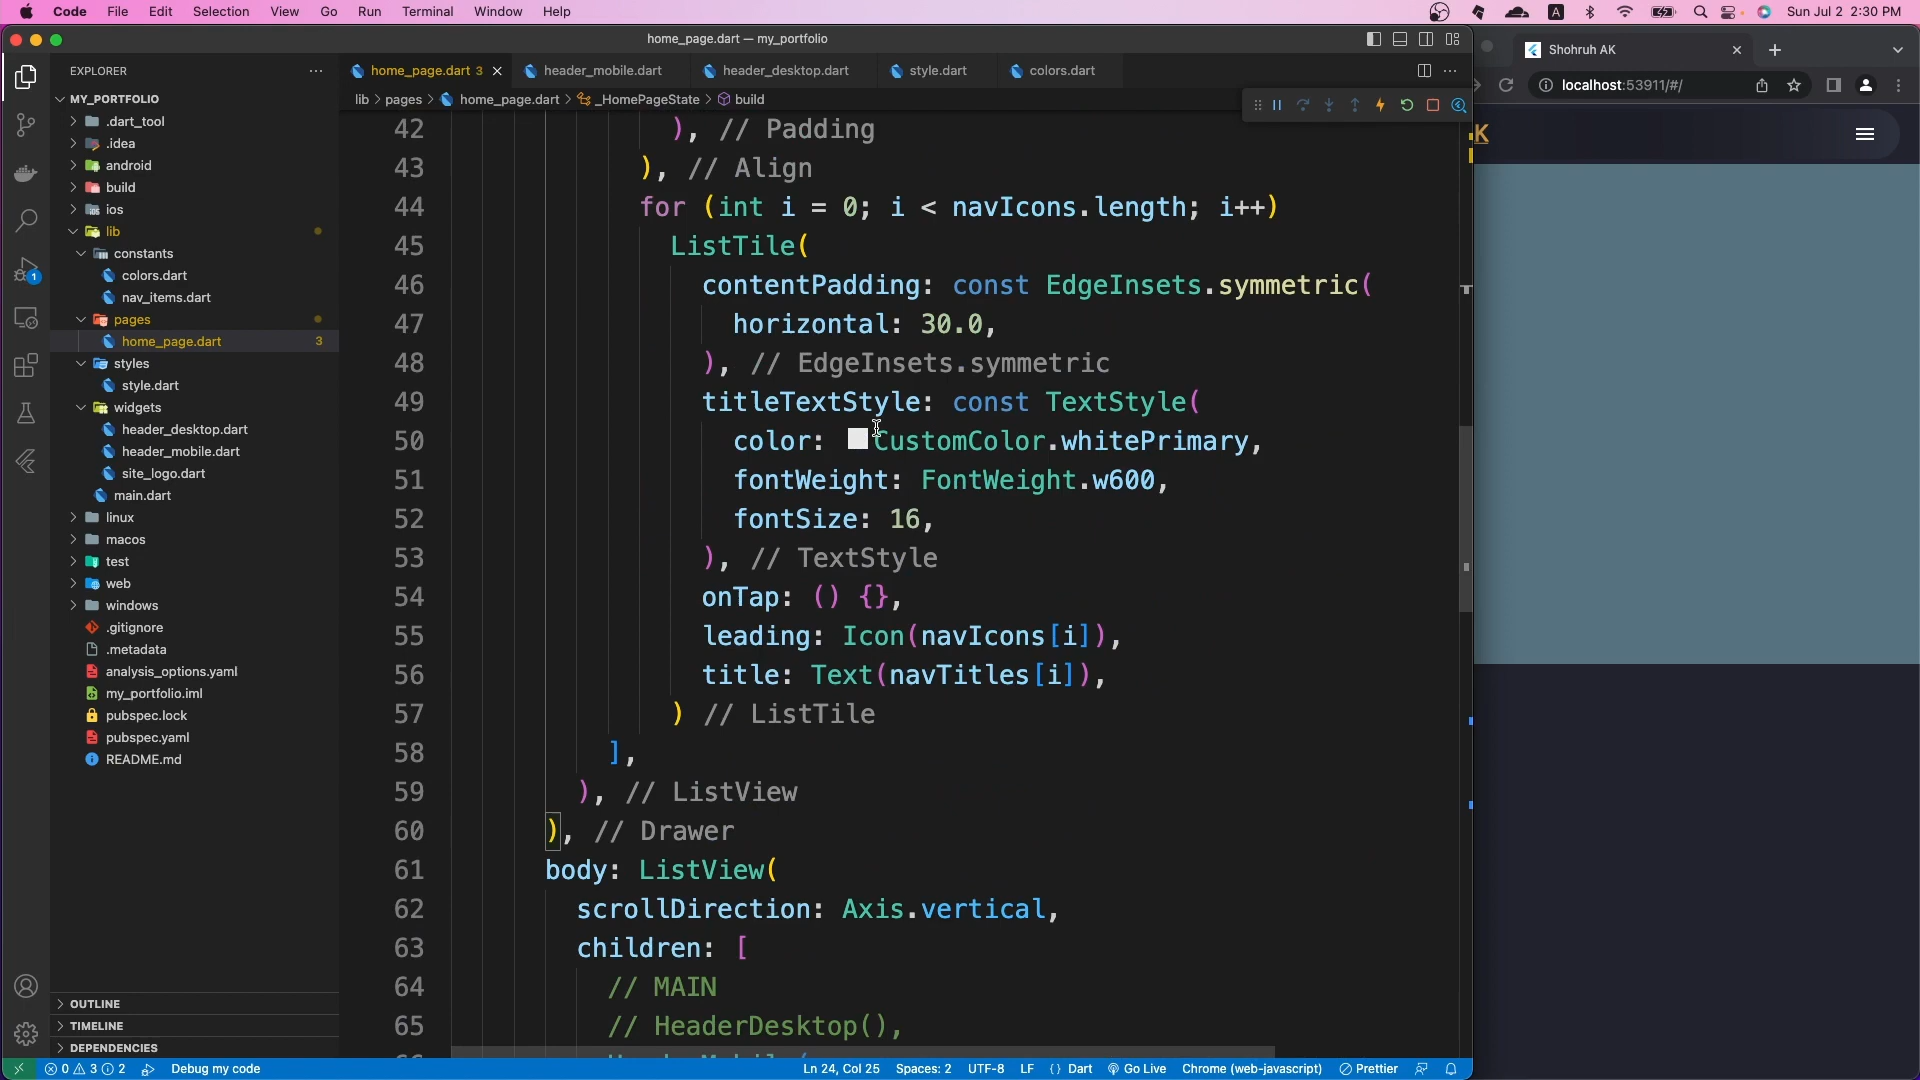 Code File Edit Selection View Go Run Terminal Window Help
A
Sun Jul 2 2:30 PM
home_page.dart — my_portfolio
EXPLORER
MY_PORTFOLIO
.dart_tool
.idea
android
build
ios
lib
constants
colors.dart
nav_items.dart
pages
home_page.dart 3
styles
style.dart
widgets
header_desktop.dart
header_mobile.dart
site_logo.dart
main.dart
linux
macos
test
web
windows
.gitignore
.metadata
analysis_options.yaml
my_portfolio.iml
pubspec.lock
pubspec.yaml
README.md
OUTLINE
TIMELINE
DEPENDENCIES
1
home_page.dart 3 header_mobile.dart header_desktop.dart style.dart colors.dart
lib > pages > home_page.dart > _HomePageState > build
42 ), // Padding
43 ), // Align
44 for (int i = 0; i < navIcons.length; i++)
45 ListTile(
46 contentPadding: const EdgeInsets.symmetric(
47 horizontal: 30.0,
48 ), // EdgeInsets.symmetric
49 titleTextStyle: const TextStyle(
50 color: CustomColor.whitePrimary,
51 fontWeight: FontWeight.w600,
52 fontSize: 16,
53 ), // TextStyle
54 onTap: () {},
55 leading: Icon(navIcons[i]),
56 title: Text(navTitles[i]),
57 ) // ListTile
58 ],
59 ), // ListView
60 ), // Drawer
61 body: ListView(
62 scrollDirection: Axis.vertical,
63 children: [
64 // MAIN
65 // HeaderDesktop(),
0 3 2 Debug my code
Ln 24, Col 25 Spaces: 2 UTF-8 LF { } Dart Go Live Chrome (web-javascript) Prettier
Shohruh AK
localhost:53911/#/
K